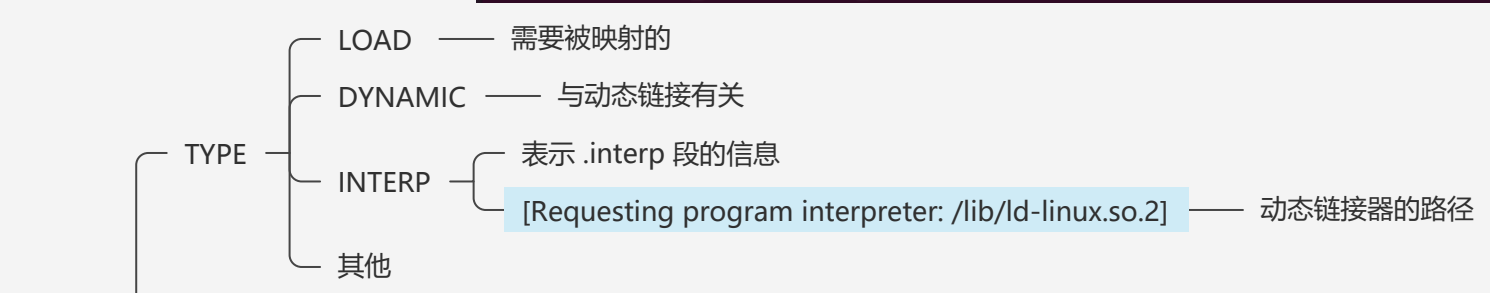 LOAD
需要被映射的
DYNAMIC
与动态链接有关
TYPE
INTERP
表示 .interp 段的信息
[Requesting program interpreter: /lib/ld-linux.so.2]
动态链接器的路径
其他